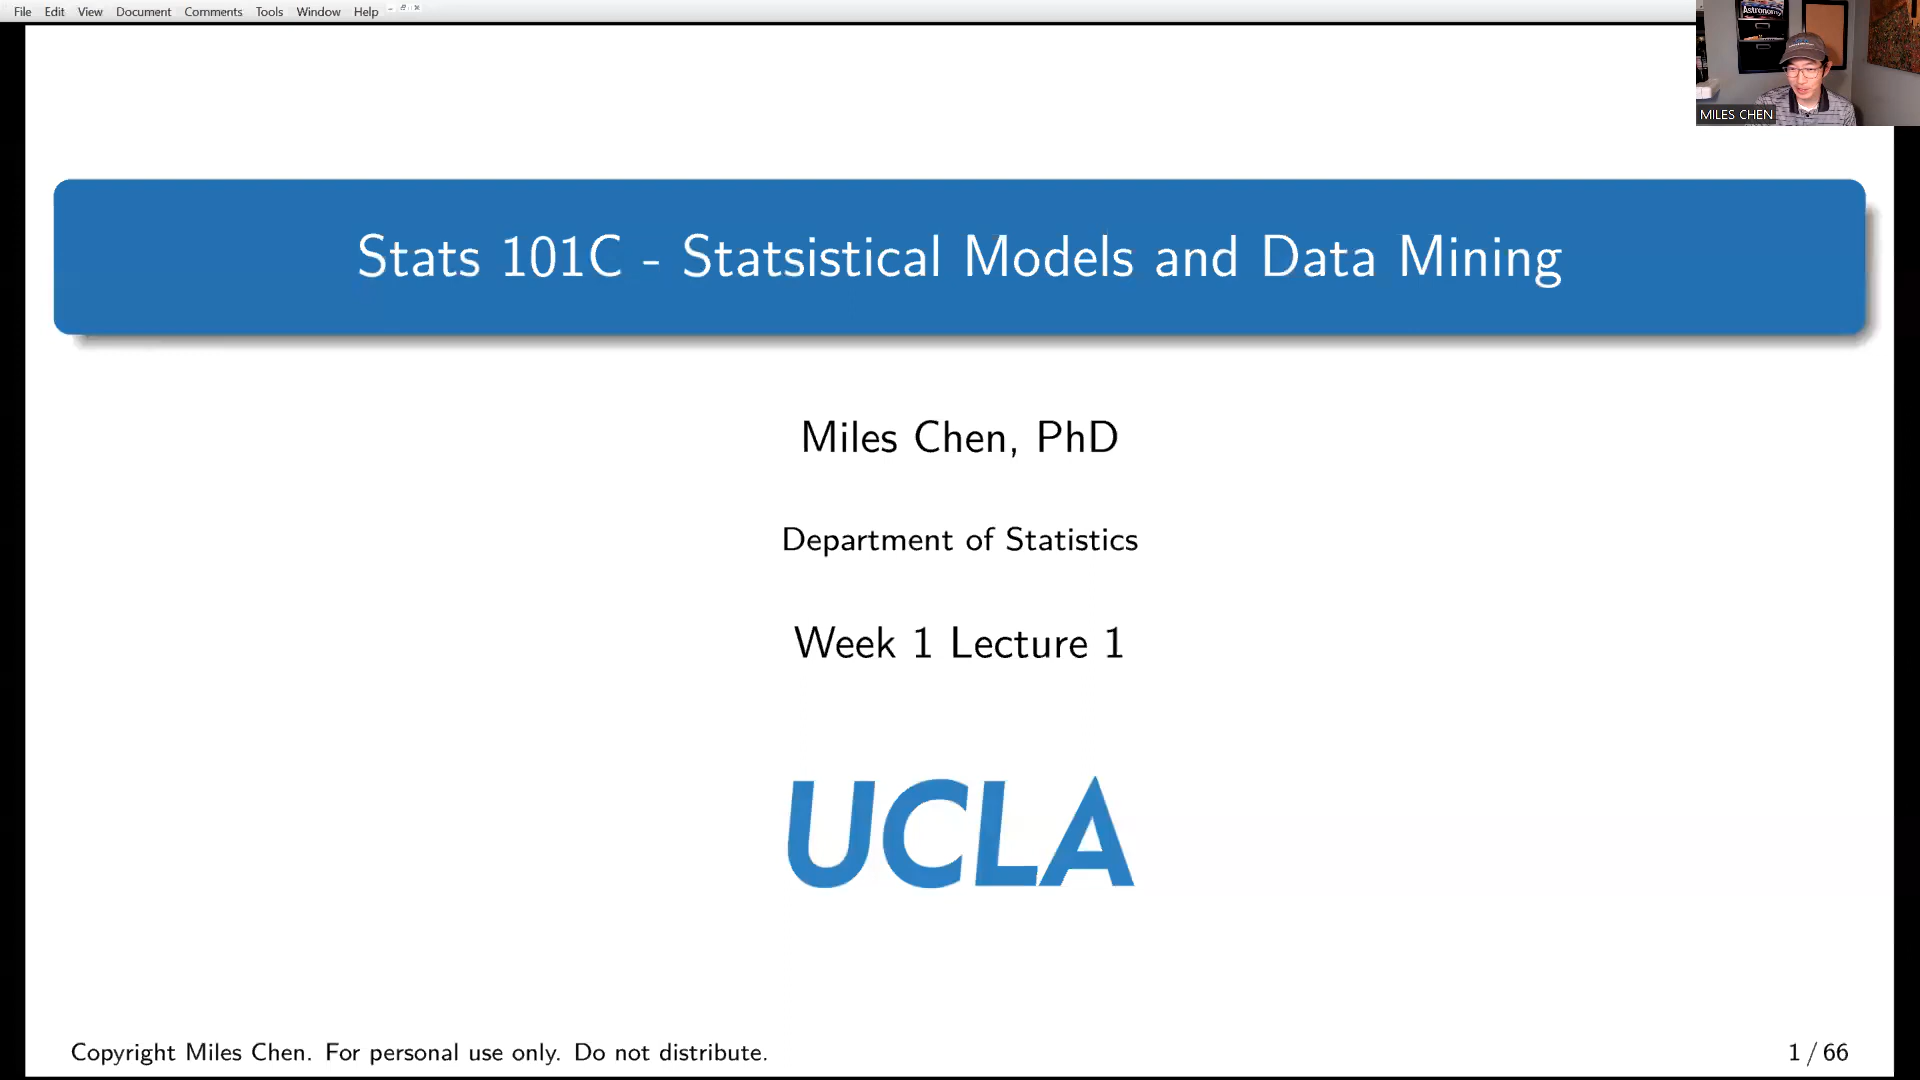 File Edit View Document Comments Tools Window Help
Astronomy
MILES CHEN
Stats 101C - Statsistical Models and Data Mining
Miles Chen, PhD
Department of Statistics
Week 1 Lecture 1
UCLA
Copyright Miles Chen. For personal use only. Do not distribute.
1 / 66